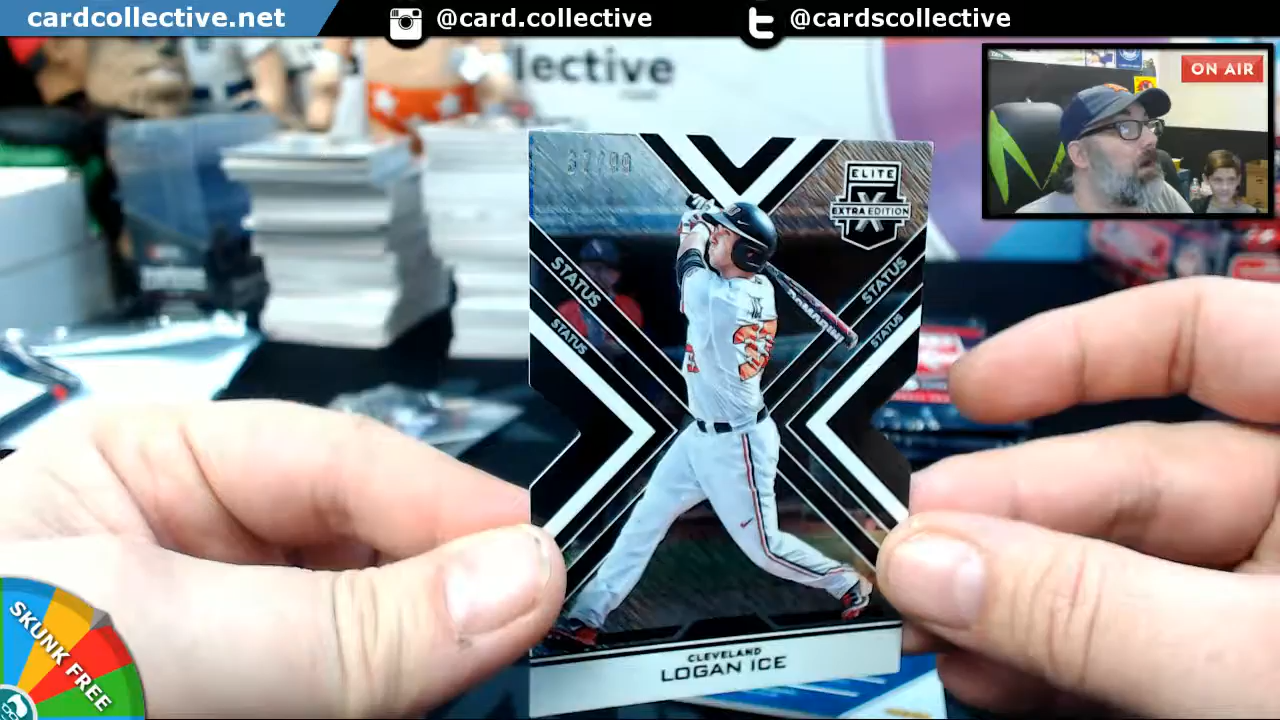 cardcollective.net
@card.collective
@cardscollective
lective
ON AIR
ELITE
X
EXTRA EDITION
STATUS
STATUS
STATUS
STATUS
CLEVELAND
LOGAN ICE
SKUNK FREE